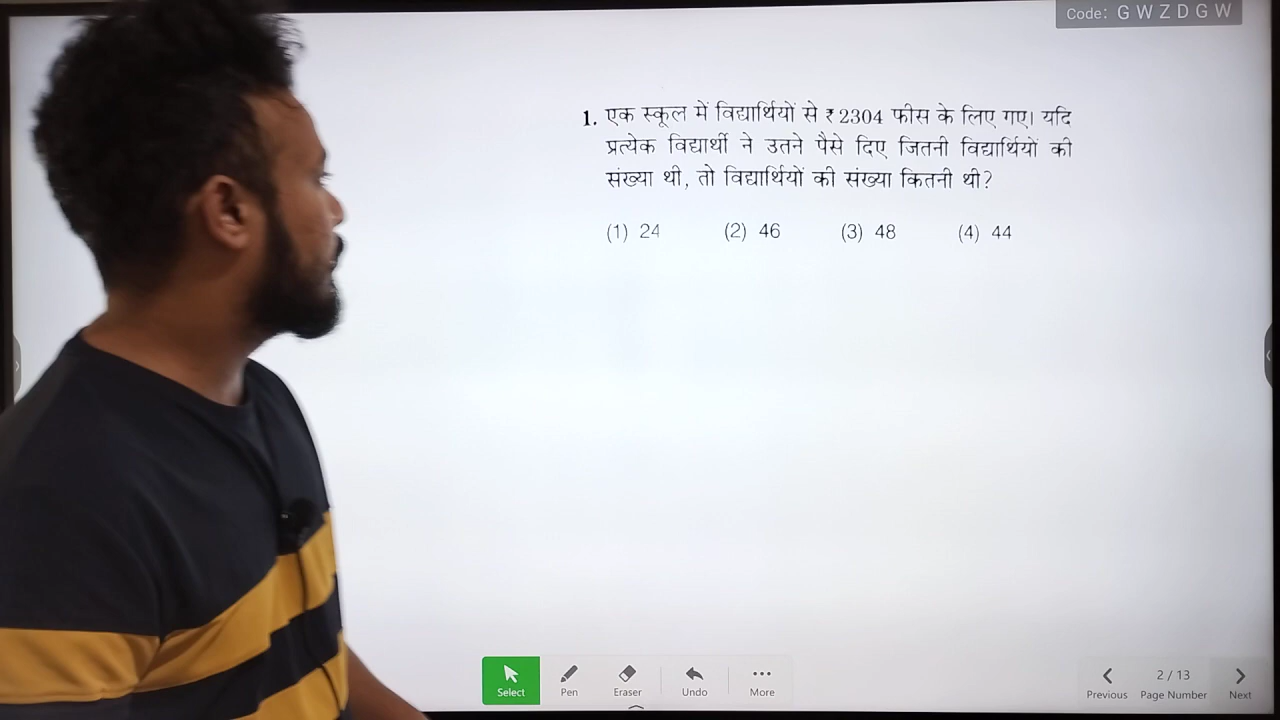 Code: G W Z D G W
1. एक स्कूल में विद्यार्थियों से ₹ 2304 फीस के लिए गए। यदि
प्रत्येक विद्यार्थी ने उतने पैसे दिए जितनी विद्यार्थियों की
संख्या थी, तो विद्यार्थियों की संख्या कितनी थी?
(1) 24 (2) 46 (3) 48 (4) 44
Select Pen Eraser Undo More
2 / 13
Previous Page Number Next